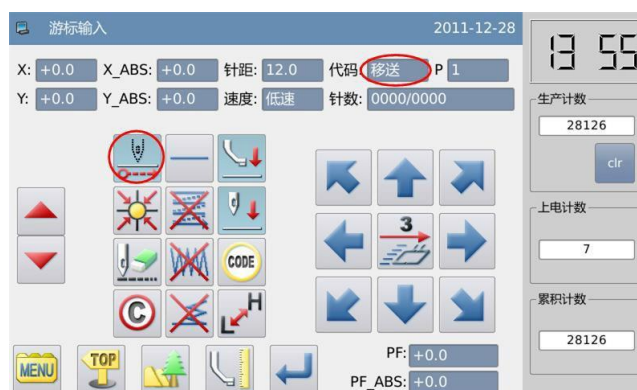 游标输入 2011-12-28
13 55
X: +0.0 X_ABS: +0.0 针距: 12.0 代码: 移送 P 1
Y: +0.0 Y_ABS: +0.0 速度: 低速 针数: 0000/0000
生产计数
28126
clr
上电计数
7
累积计数
28126
3
CODE
C
H
L
PF: +0.0
PF_ABS: +0.0
MENU
TOP